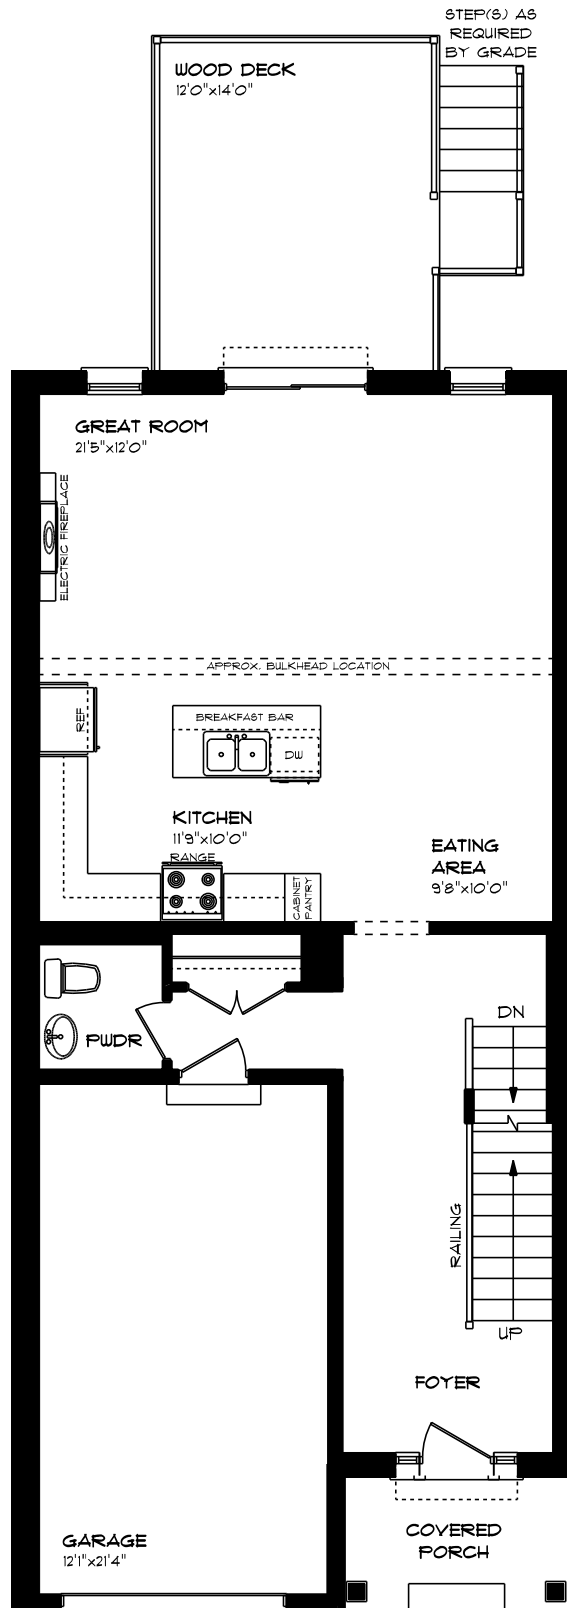 STEP(S) AS
REQUIRED
BY GRADE
WOOD DECK
12'0"x14'0"
GREAT ROOM
21'5"x12'0"
ELECTRIC FIREPLACE
APPROX. BULKHEAD LOCATION
REF
BREAKFAST BAR
DW
KITCHEN
11'9"x10'0"
RANGE
EATING
AREA
9'8"x10'0"
CABINET
PANTRY
PWDR
DN
RAILING
UP
FOYER
GARAGE
12'1"x21'4"
COVERED
PORCH